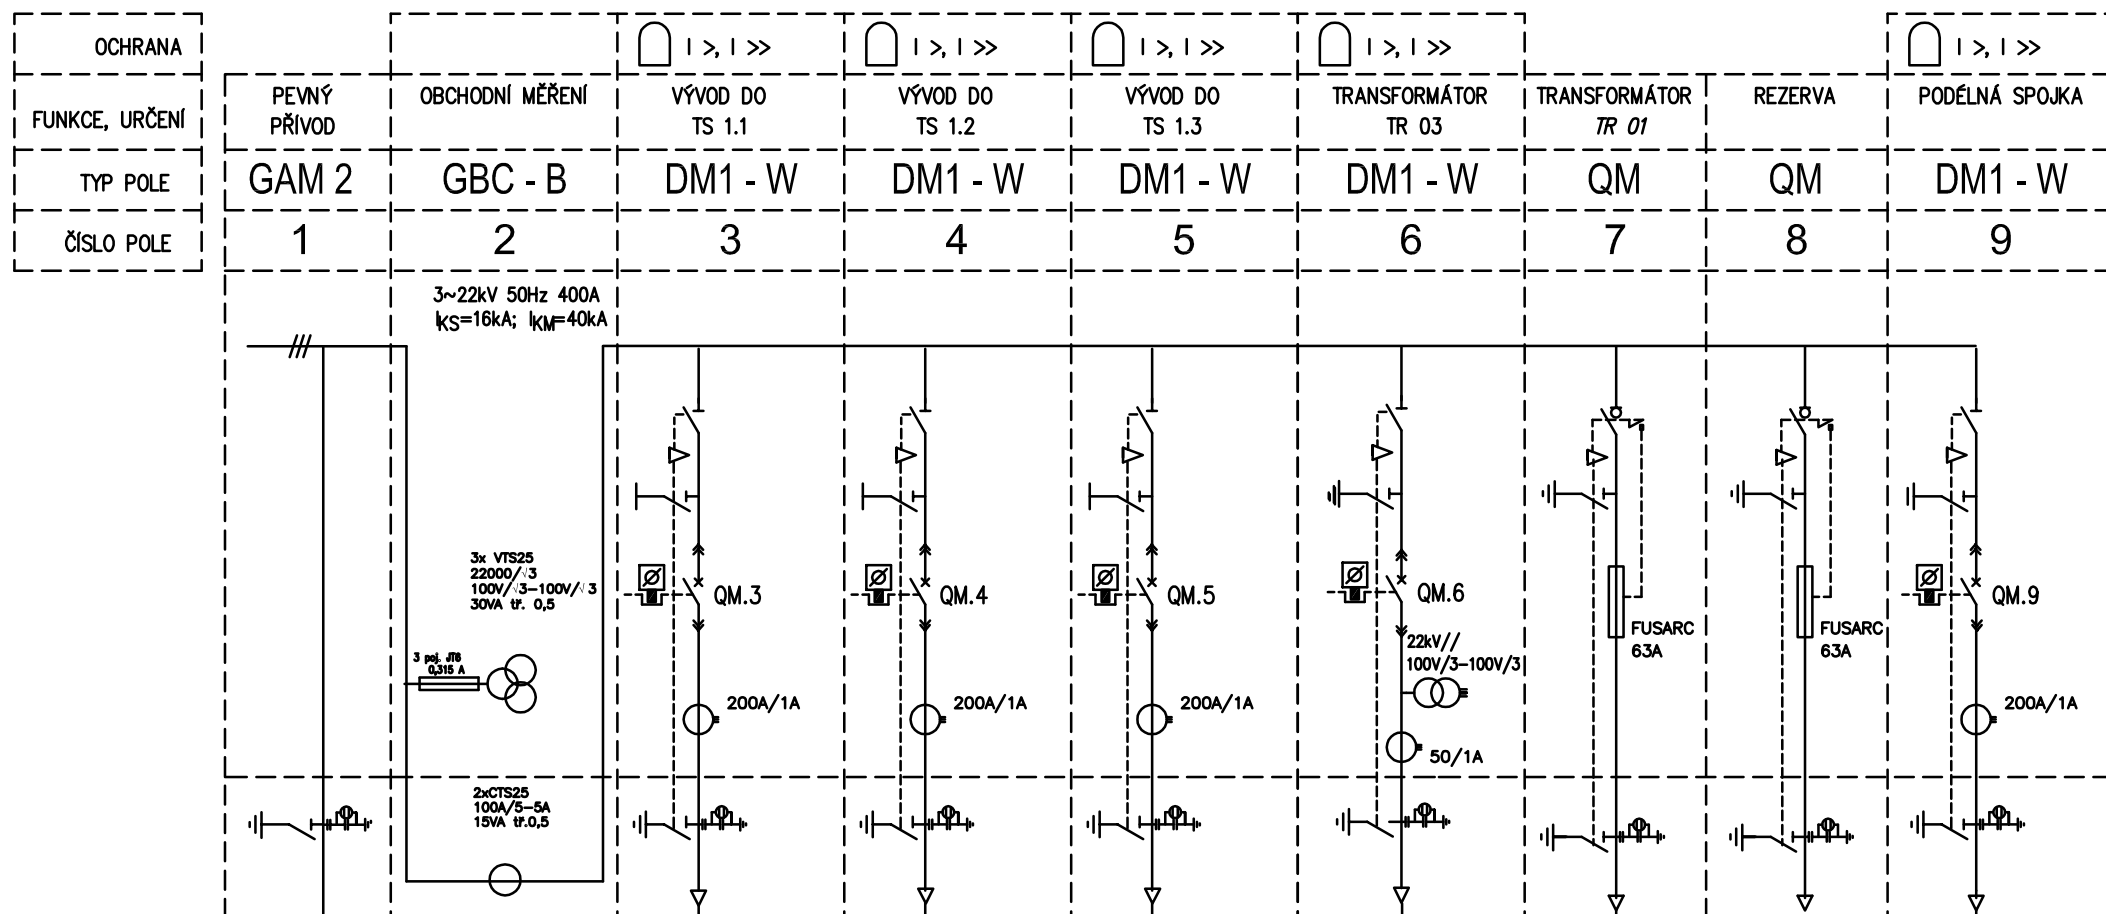 OCHRANA
I >, I >>
I >, I >>
I >, I >>
I >, I >>
I >, I >>
FUNKCE, URČENÍ
PEVNÝ
PŘÍVOD
OBCHODNÍ MĚŘENÍ
VÝVOD DO
TS 1.1
VÝVOD DO
TS 1.2
VÝVOD DO
TS 1.3
TRANSFORMÁTOR
TR 03
TRANSFORMÁTOR
TR 01
REZERVA
PODÉLNÁ SPOJKA
TYP POLE
GAM 2
GBC - B
DM1 - W
DM1 - W
DM1 - W
DM1 - W
QM
QM
DM1 - W
ČÍSLO POLE
1
2
3
4
5
6
7
8
9
3~22kV 50Hz 400A
IKS=16kA; IKM=40kA
3x VTS25
22000/√3
100V/√3-100V/√3
30VA tř. 0,5
3 poj. JT6
0,315 A
QM.3
QM.4
QM.5
QM.6
QM.9
22kV//
100V/3-100V/3
FUSARC
63A
FUSARC
63A
200A/1A
200A/1A
200A/1A
50/1A
200A/1A
2xCTS25
100A/5-5A
15VA tř.0,5